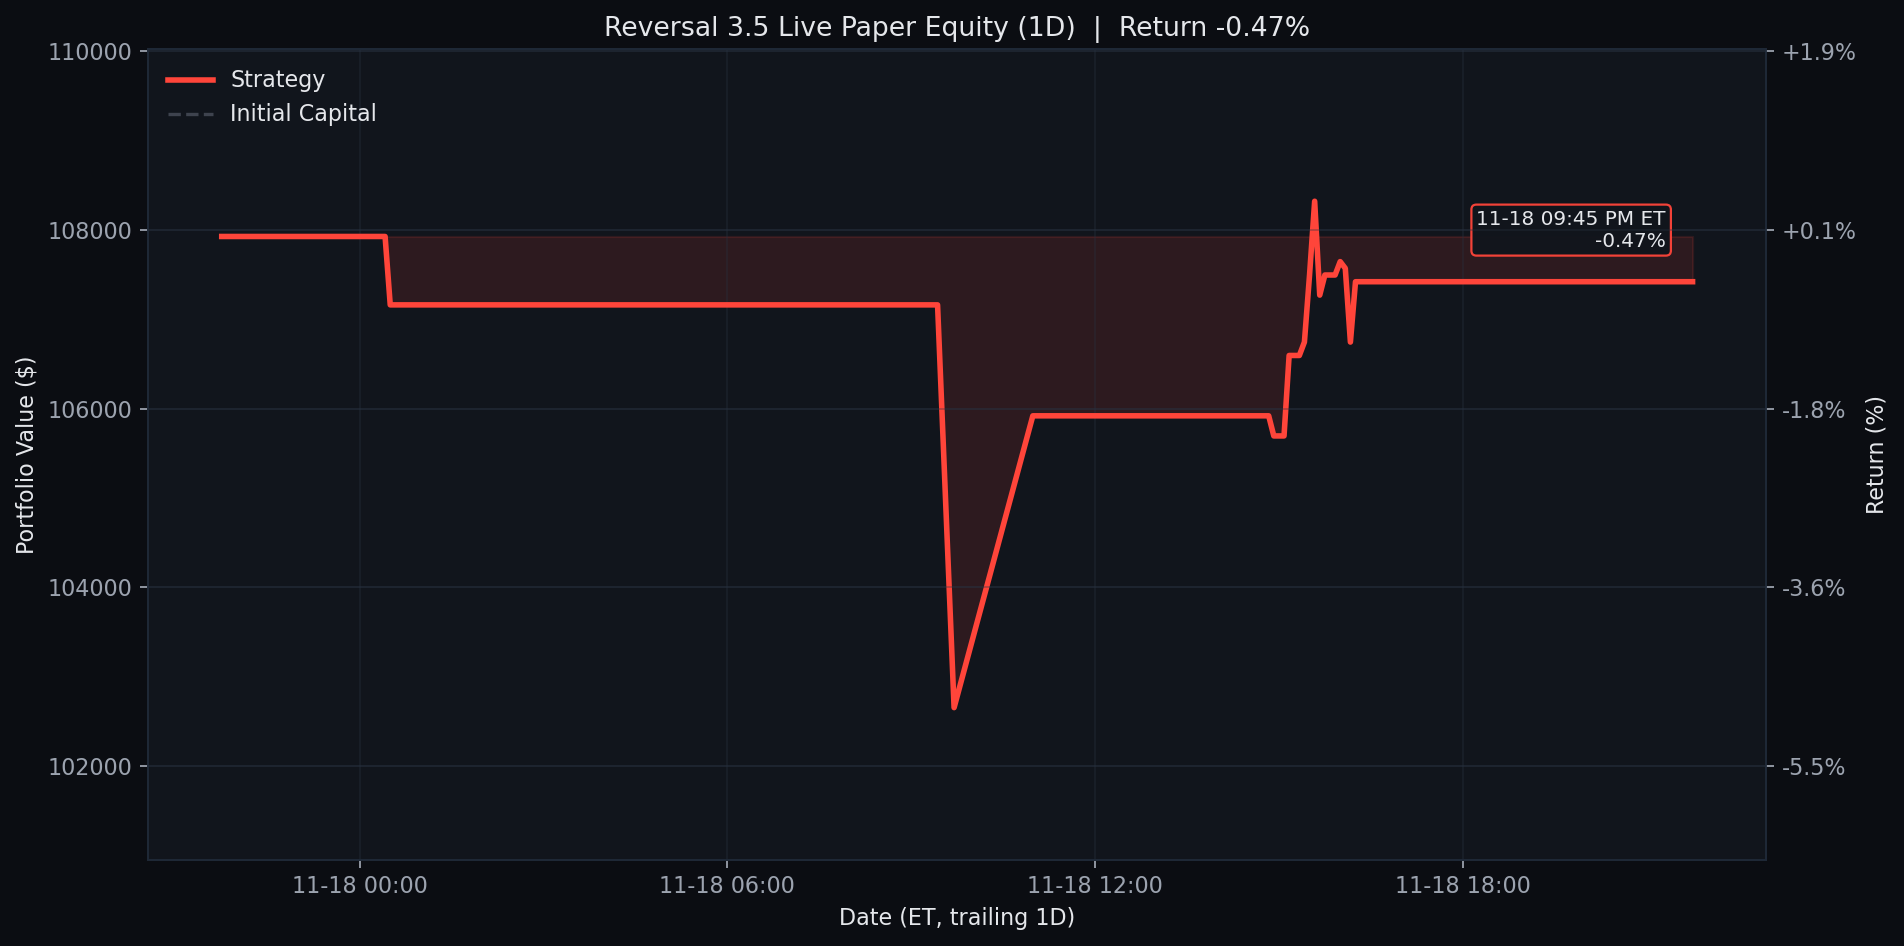 Reversal 3.5 Live Paper Equity (1D) | Return -0.47%
Strategy
Initial Capital
11-18 09:45 PM ET
-0.47%
Portfolio Value ($)
110000
108000
106000
104000
102000
+1.9%
+0.1%
-1.8%
-3.6%
-5.5%
Return (%)
11-18 00:00
11-18 06:00
11-18 12:00
11-18 18:00
Date (ET, trailing 1D)